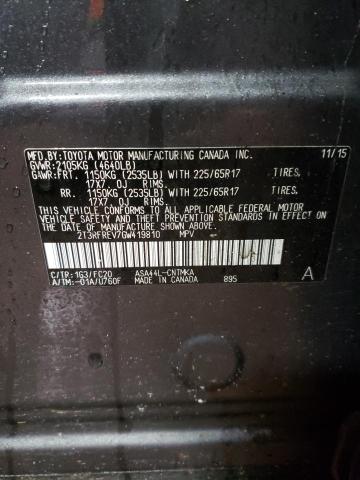 MFD.BY:TOYOTA MOTOR MANUFACTURING CANADA INC. 11/15
GVWR:2105KG (4640LB)
GAWR:FRT. 1150KG (2535LB)WITH 225/65R17 TIRES,
17X7.0J RIMS.
RR. 1150KG (2535LB)WITH 225/65R17 TIRES,
17X7.0J RIMS.
THIS VEHICLE CONFORMS TO ALL APPLICABLE FEDERAL MOTOR
VEHICLE SAFETY STANDARDS IN EFFECT ON THE DATE OF
MANUFACTURE SHOWN ABOVE.
2T3RFREV7GW419810 MPV
C/TR:1G3/FC20 ASA44L-CNTMKA A
A/TM:-01A/U760F MADE IN CANADA 895